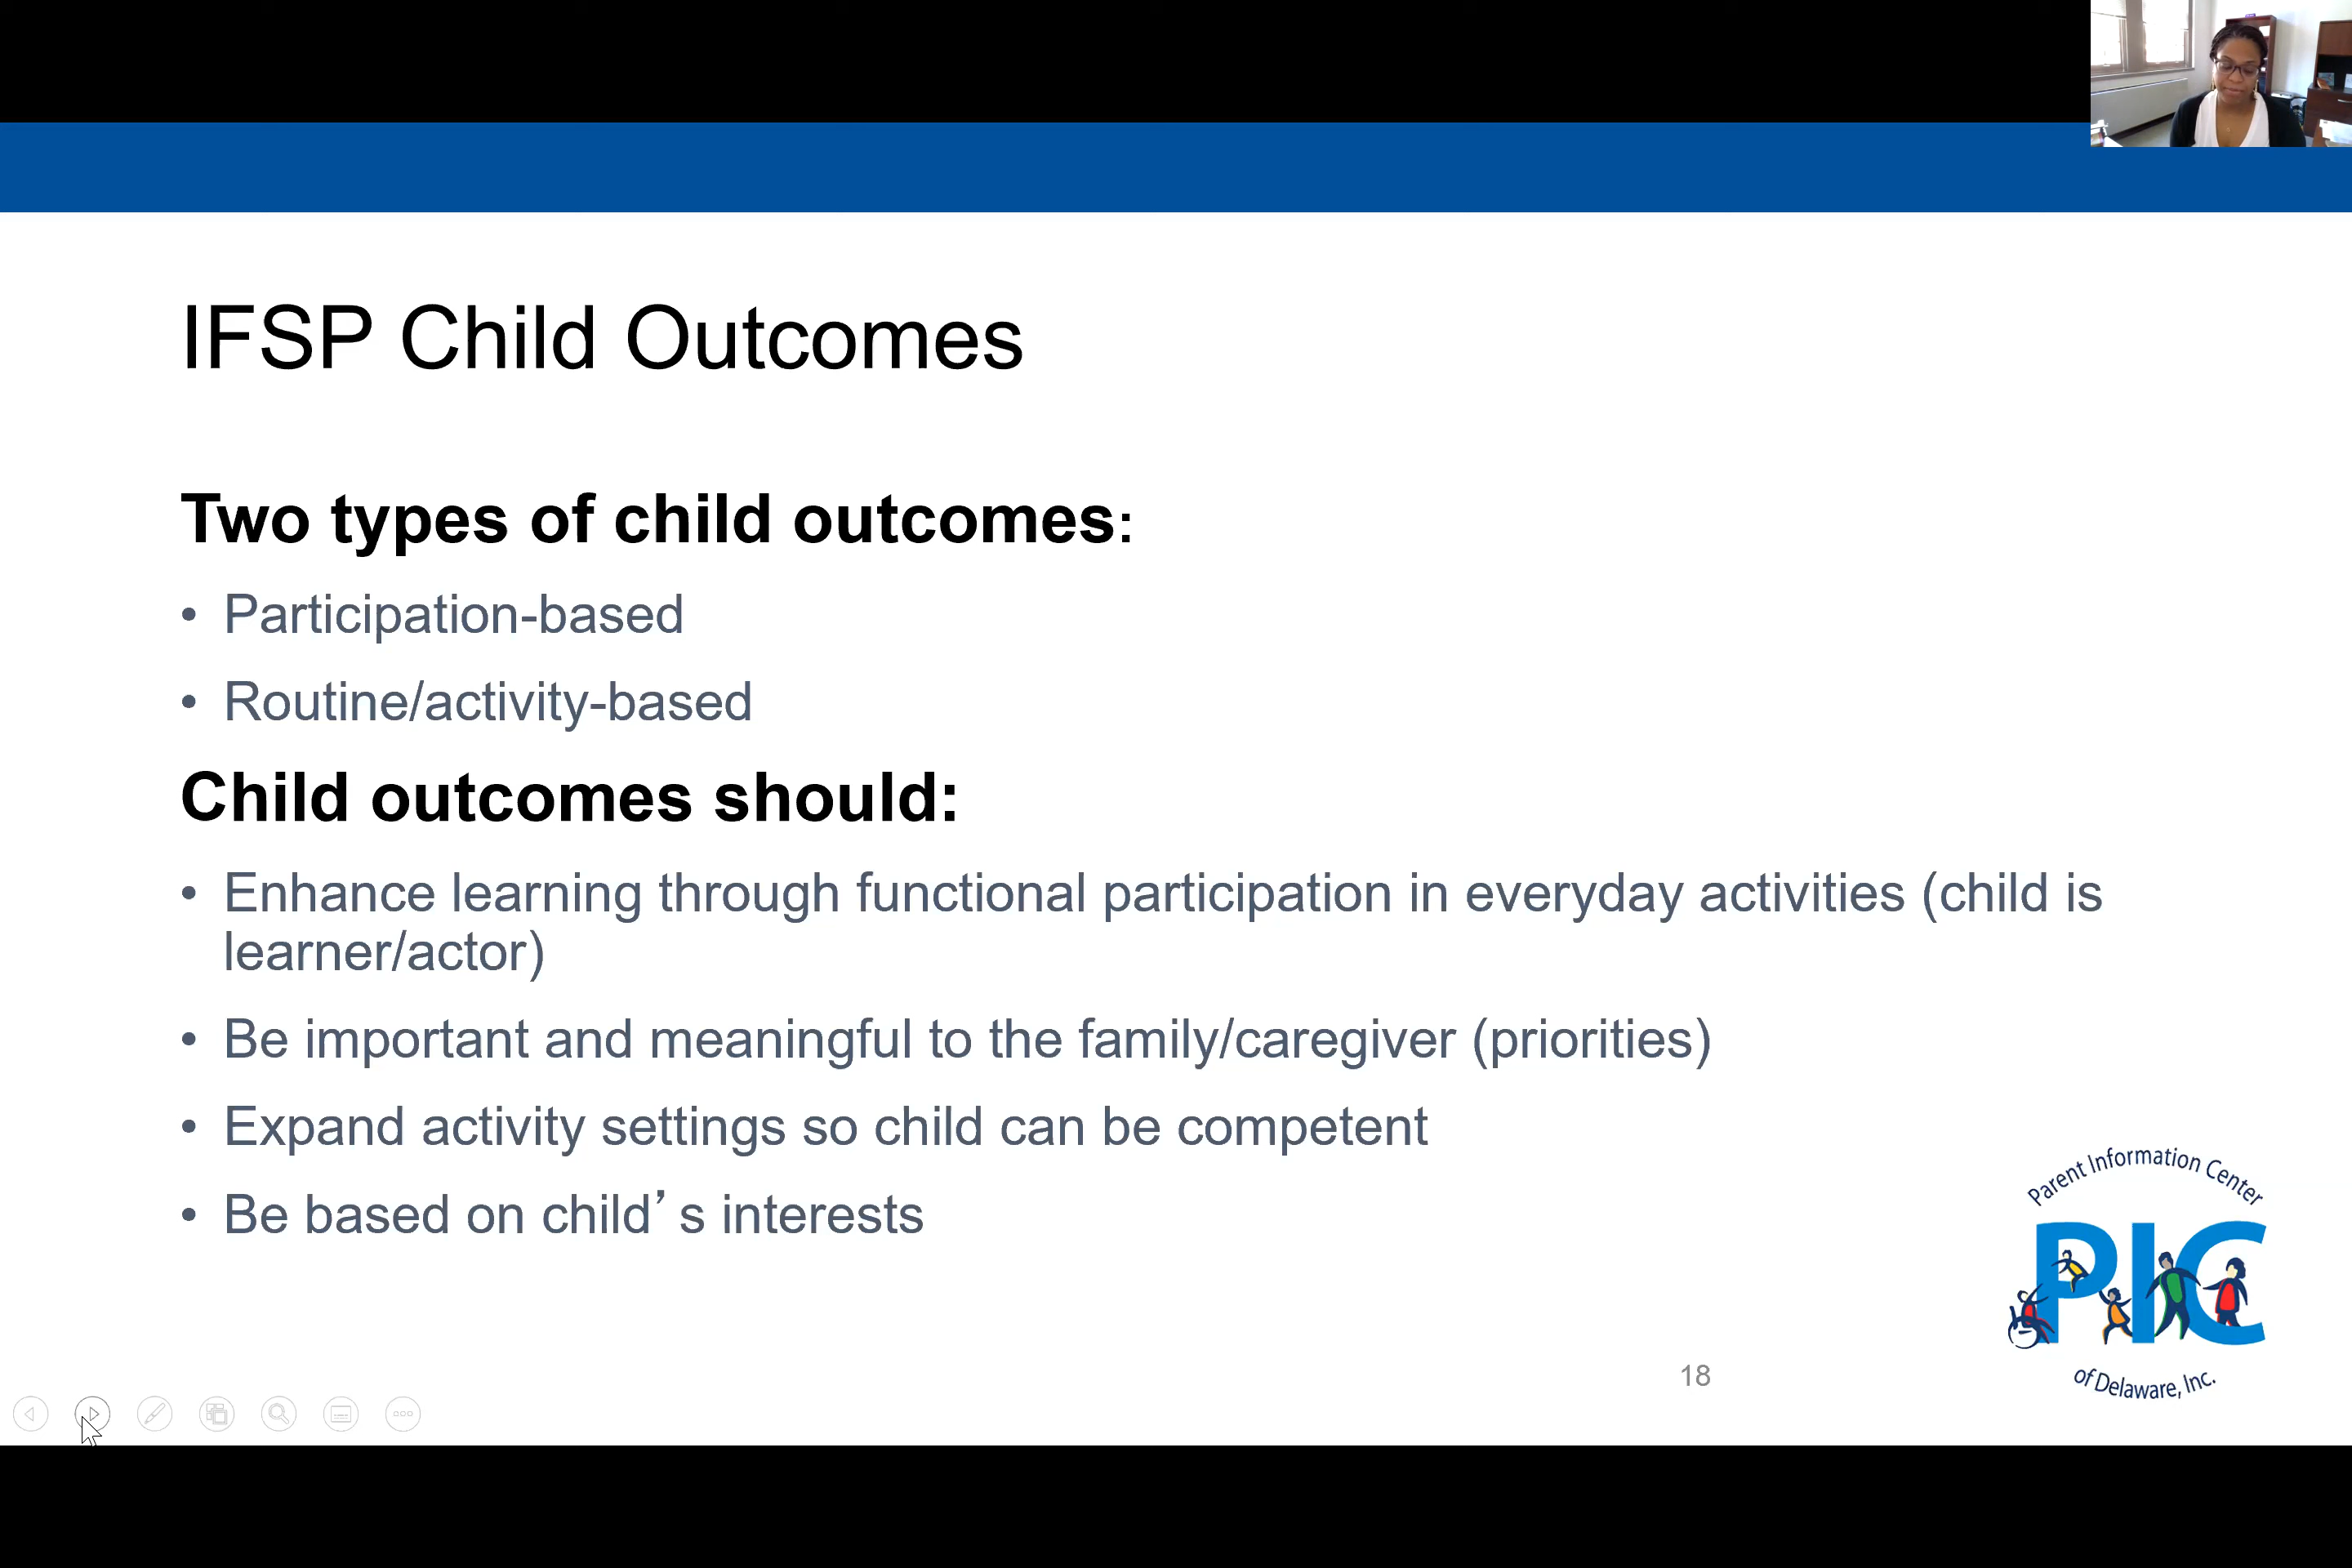 IFSP Child Outcomes
Two types of child outcomes:
• Participation-based
• Routine/activity-based
Child outcomes should:
• Enhance learning through functional participation in everyday activities (child is
learner/actor)
• Be important and meaningful to the family/caregiver (priorities)
• Expand activity settings so child can be competent
• Be based on child’s interests
Parent Information Center
PIC
of Delaware, Inc.
18